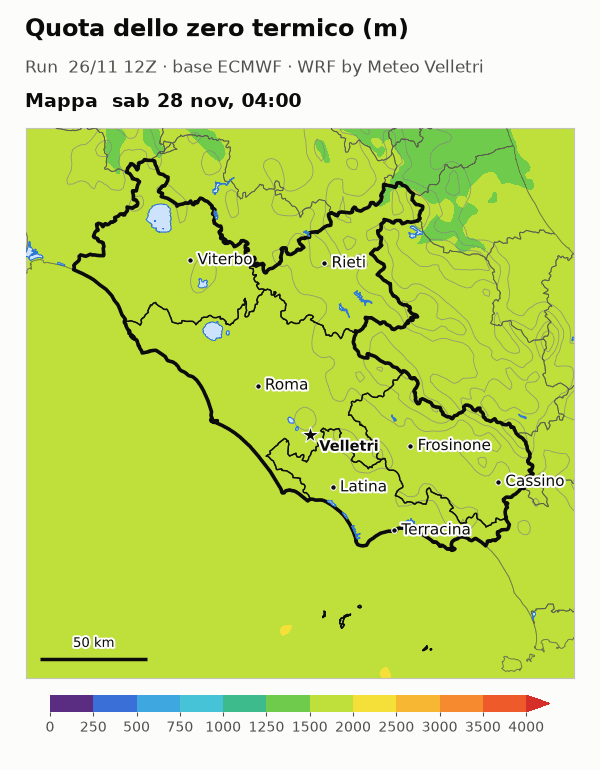 Quota dello zero termico (m)
Run  26/11 12Z · base ECMWF · WRF by Meteo Velletri
Mappa  sab 28 nov, 04:00
Viterbo
Rieti
Roma
Velletri
Frosinone
Cassino
Latina
Terracina
50 km
0 250 500 750 1000 1250 1500 2000 2500 3000 3500 4000